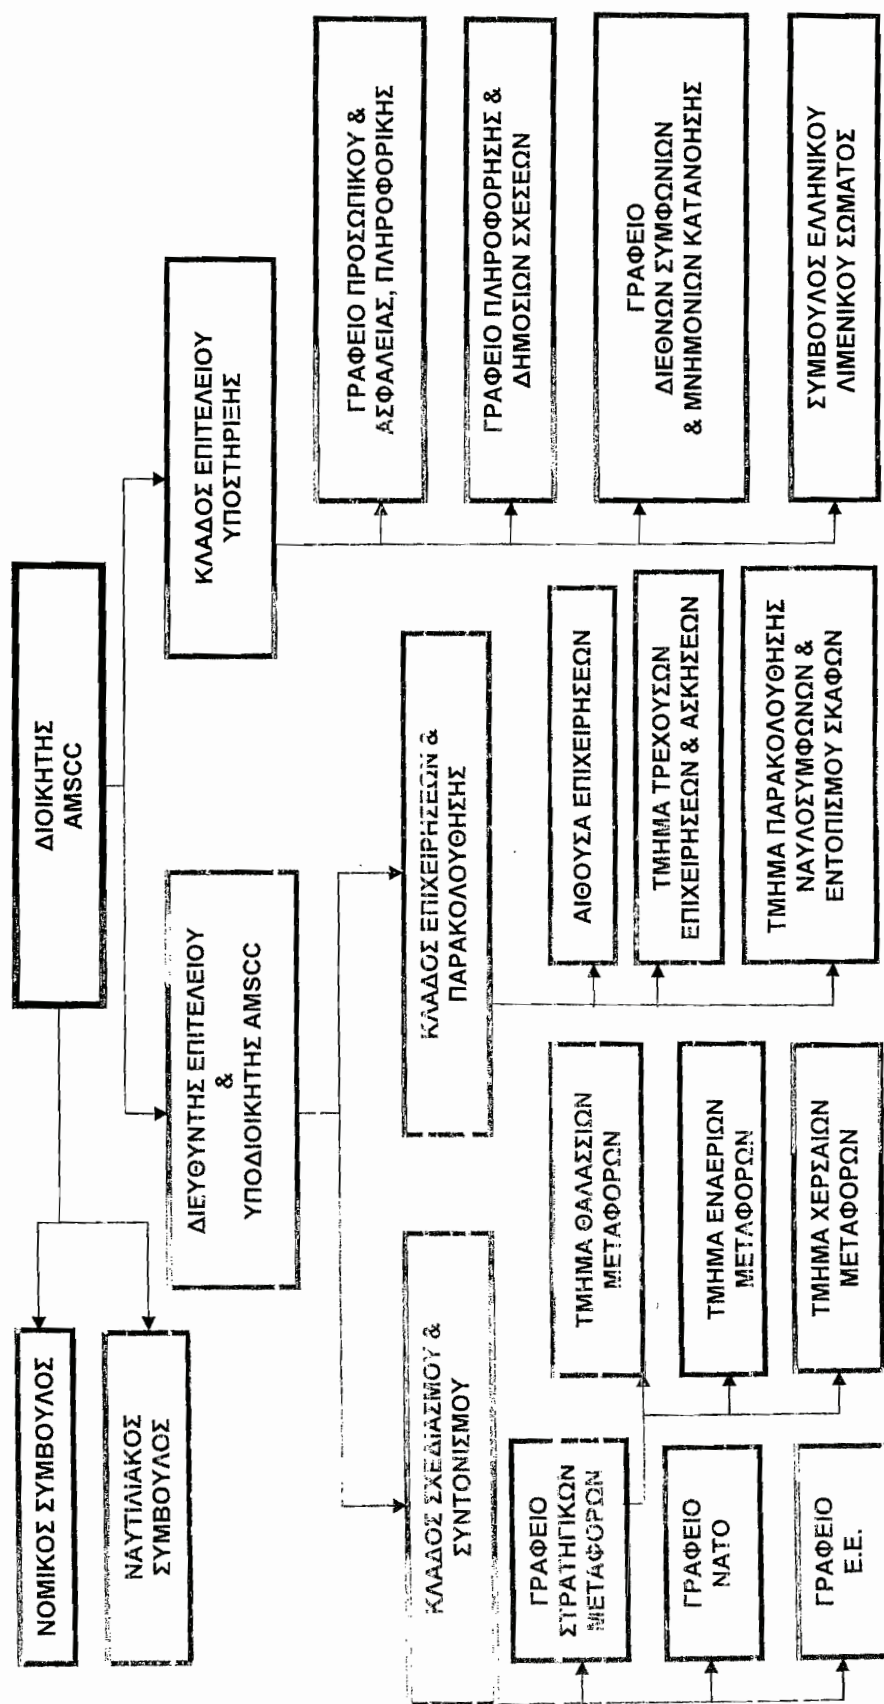 ΔΙΟΙΚΗΤΗΣ
AMSCC
ΝΟΜΙΚΟΣ ΣΥΜΒΟΥΛΟΣ
ΝΑΥΤΙΛΙΑΚΟΣ
ΣΥΜΒΟΥΛΟΣ
ΔΙΕΥΘΥΝΤΗΣ ΕΠΙΤΕΛΕΙΟΥ
&
ΥΠΟΔΙΟΙΚΗΤΗΣ AMSCC
ΚΛΑΔΟΣ ΕΠΙΤΕΛΕΙΟΥ
ΥΠΟΣΤΗΡΙΞΗΣ
ΚΛΑΔΟΣ ΣΧΕΔΙΑΣΜΟΥ &
ΣΥΝΤΟΝΙΣΜΟΥ
ΚΛΑΔΟΣ ΕΠΙΧΕΙΡΗΣΕΩΝ &
ΠΑΡΑΚΟΛΟΥΘΗΣΗΣ
ΓΡΑΦΕΙΟ ΠΡΟΣΩΠΙΚΟΥ &
ΑΣΦΑΛΕΙΑΣ, ΠΛΗΡΟΦΟΡΙΚΗΣ
ΓΡΑΦΕΙΟ ΠΛΗΡΟΦΟΡΗΣΗΣ &
ΔΗΜΟΣΙΩΝ ΣΧΕΣΕΩΝ
ΓΡΑΦΕΙΟ
ΔΙΕΘΝΩΝ ΣΥΜΦΩΝΙΩΝ
& ΜΝΗΜΟΝΙΩΝ ΚΑΤΑΝΟΗΣΗΣ
ΣΥΜΒΟΥΛΟΣ ΕΛΛΗΝΙΚΟΥ
ΛΙΜΕΝΙΚΟΥ ΣΩΜΑΤΟΣ
ΓΡΑΦΕΙΟ
ΣΤΡΑΤΗΓΙΚΩΝ
ΜΕΤΑΦΟΡΩΝ
ΓΡΑΦΕΙΟ
ΝΑΤΟ
ΓΡΑΦΕΙΟ
Ε.Ε.
ΤΜΗΜΑ ΘΑΛΑΣΣΙΩΝ
ΜΕΤΑΦΟΡΩΝ
ΤΜΗΜΑ ΕΝΑΕΡΙΩΝ
ΜΕΤΑΦΟΡΩΝ
ΤΜΗΜΑ ΧΕΡΣΑΙΩΝ
ΜΕΤΑΦΟΡΩΝ
ΑΙΘΟΥΣΑ ΕΠΙΧΕΙΡΗΣΕΩΝ
ΤΜΗΜΑ ΤΡΕΧΟΥΣΩΝ
ΕΠΙΧΕΙΡΗΣΕΩΝ & ΑΣΚΗΣΕΩΝ
ΤΜΗΜΑ ΠΑΡΑΚΟΛΟΥΘΗΣΗΣ
ΝΑΥΛΟΣΥΜΦΩΝΩΝ &
ΕΝΤΟΠΙΣΜΟΥ ΣΚΑΦΩΝ